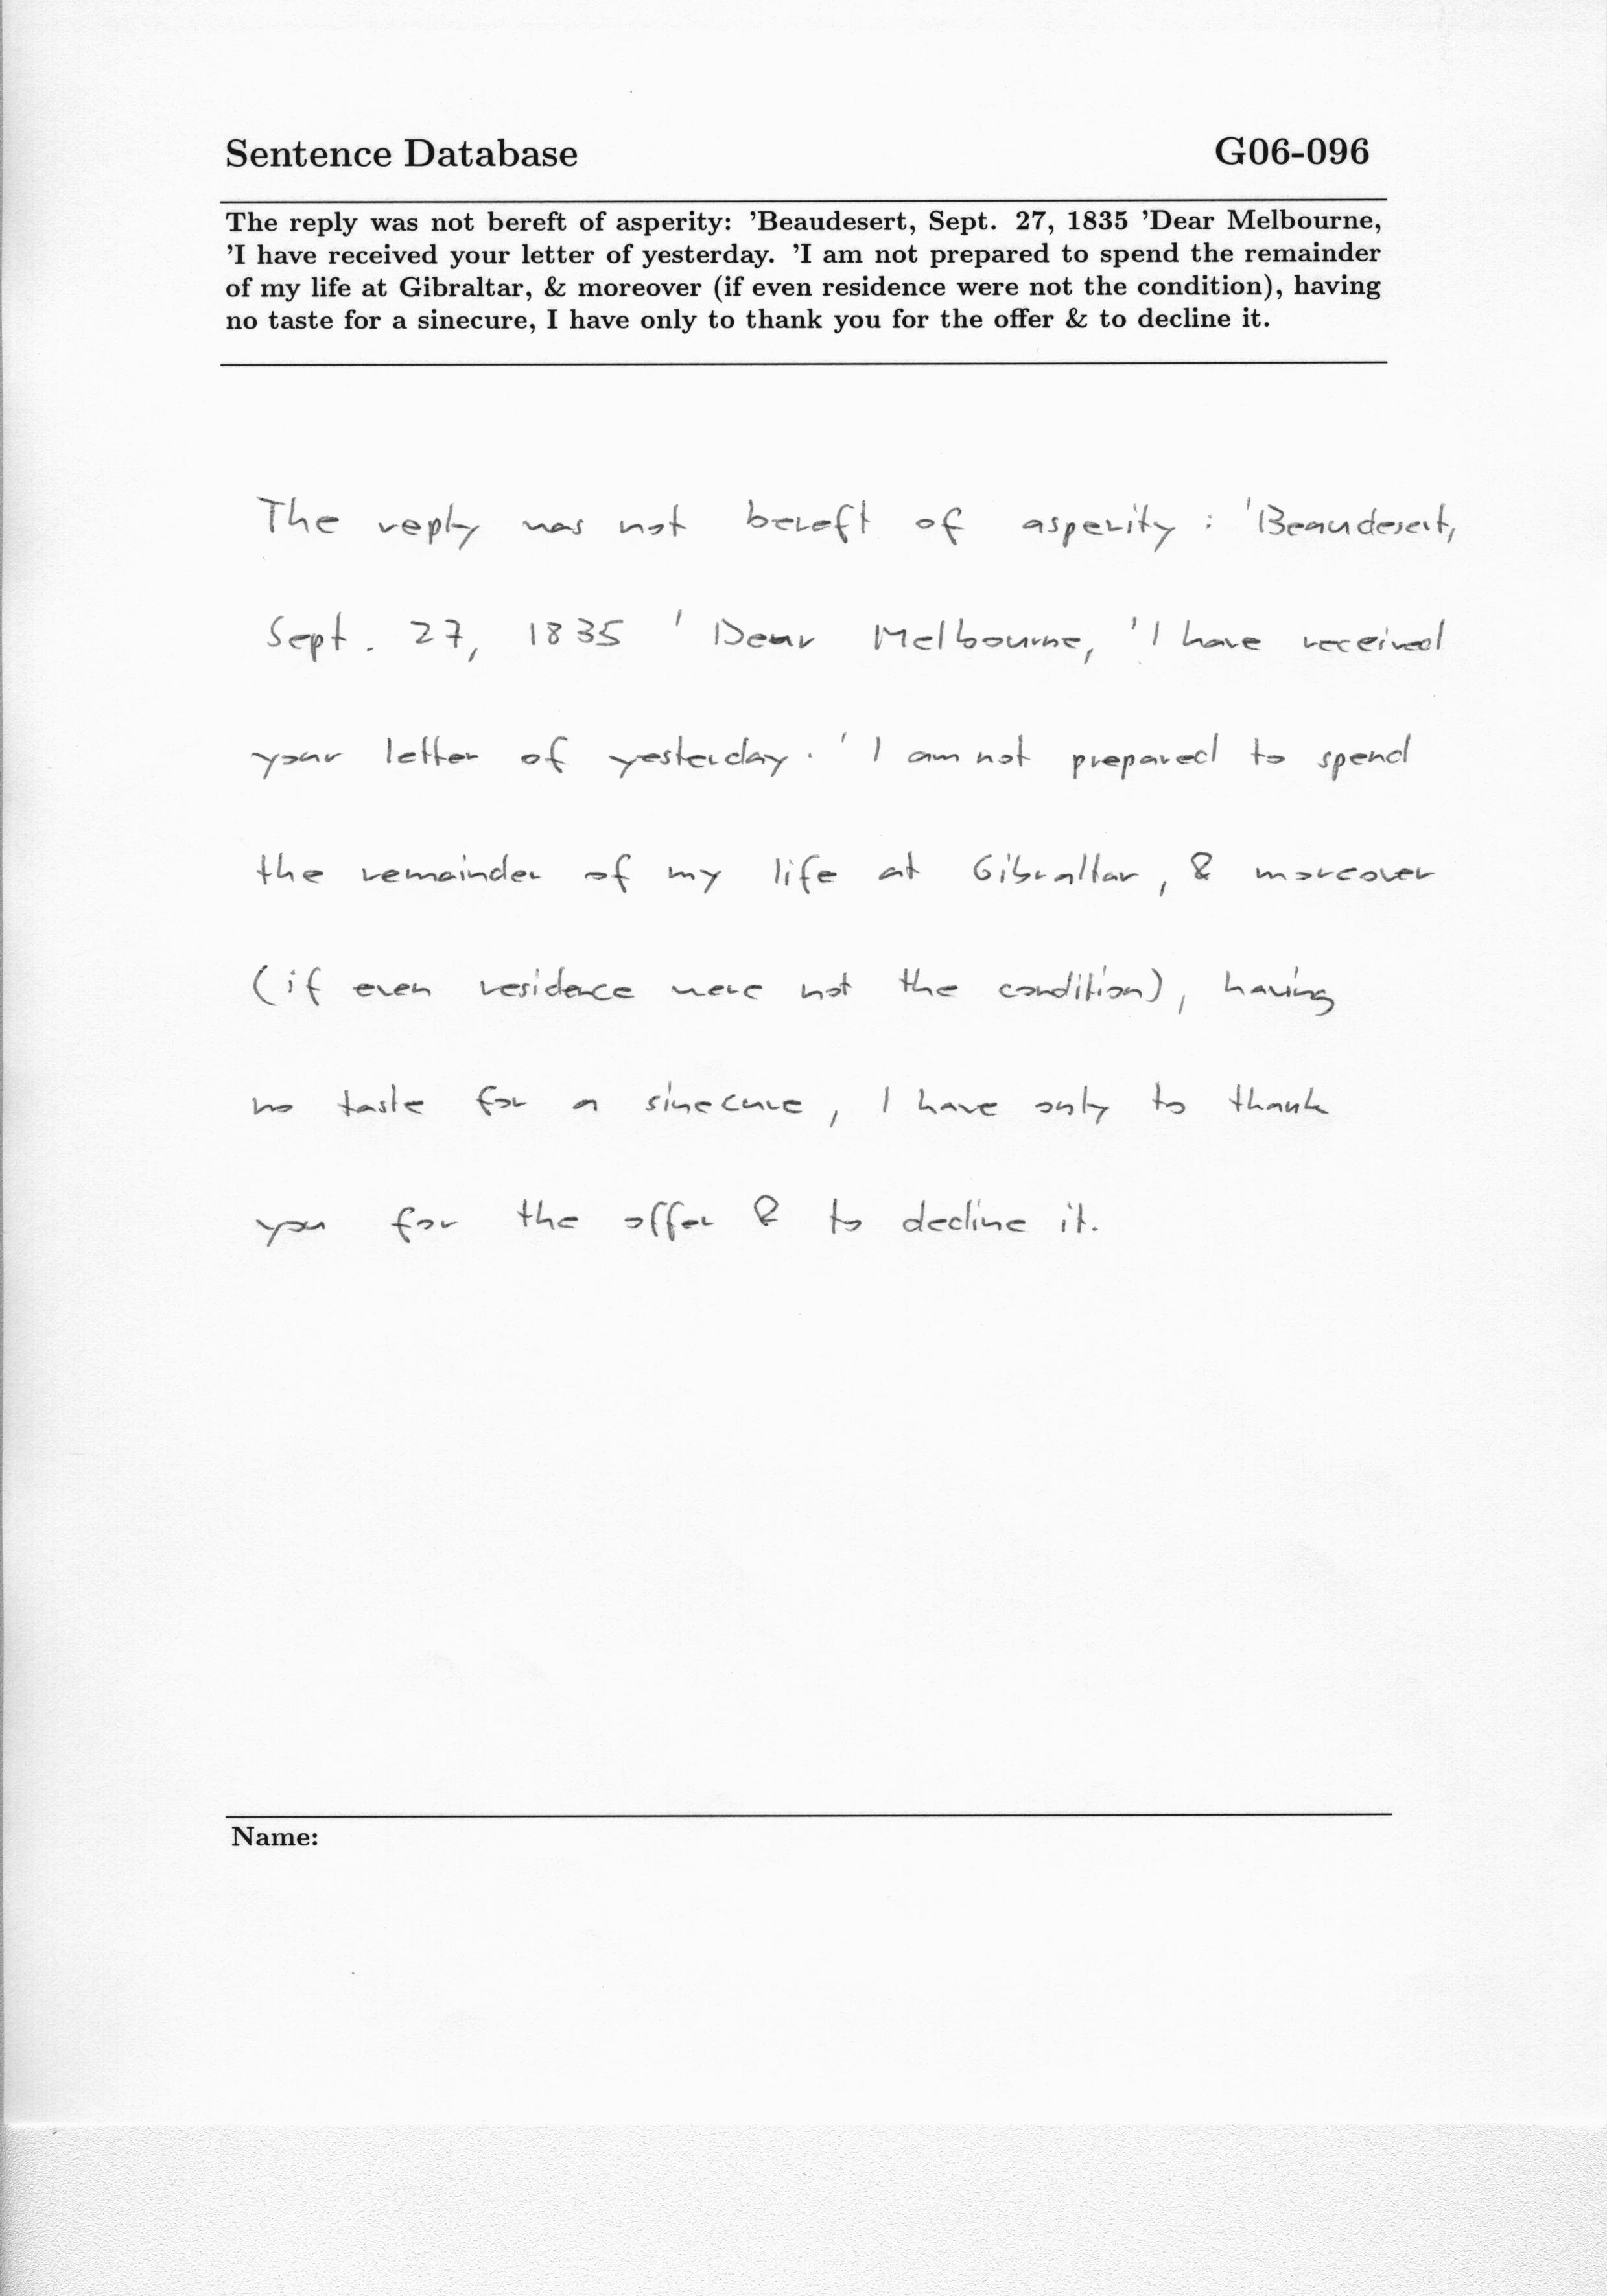 Sentence Database G06-096
The reply was not bereft of asperity: 'Beaudesert, Sept. 27, 1835 'Dear Melbourne,
'I have received your letter of yesterday. 'I am not prepared to spend the remainder
of my life at Gibraltar, & moreover (if even residence were not the condition), having
no taste for a sinecure, I have only to thank you for the offer & to decline it.
The reply was not bereft of asperity : 'Beaudesert,
Sept. 27, 1835 ' Dear Melbourne, 'I have received
your letter of yesterday. ' I am not prepared to spend
the remainder of my life at Gibraltar, & moreover
(if even residence were not the condition), having
no taste for a sinecure, I have only to thank
you for the offer & to decline it.
Name: